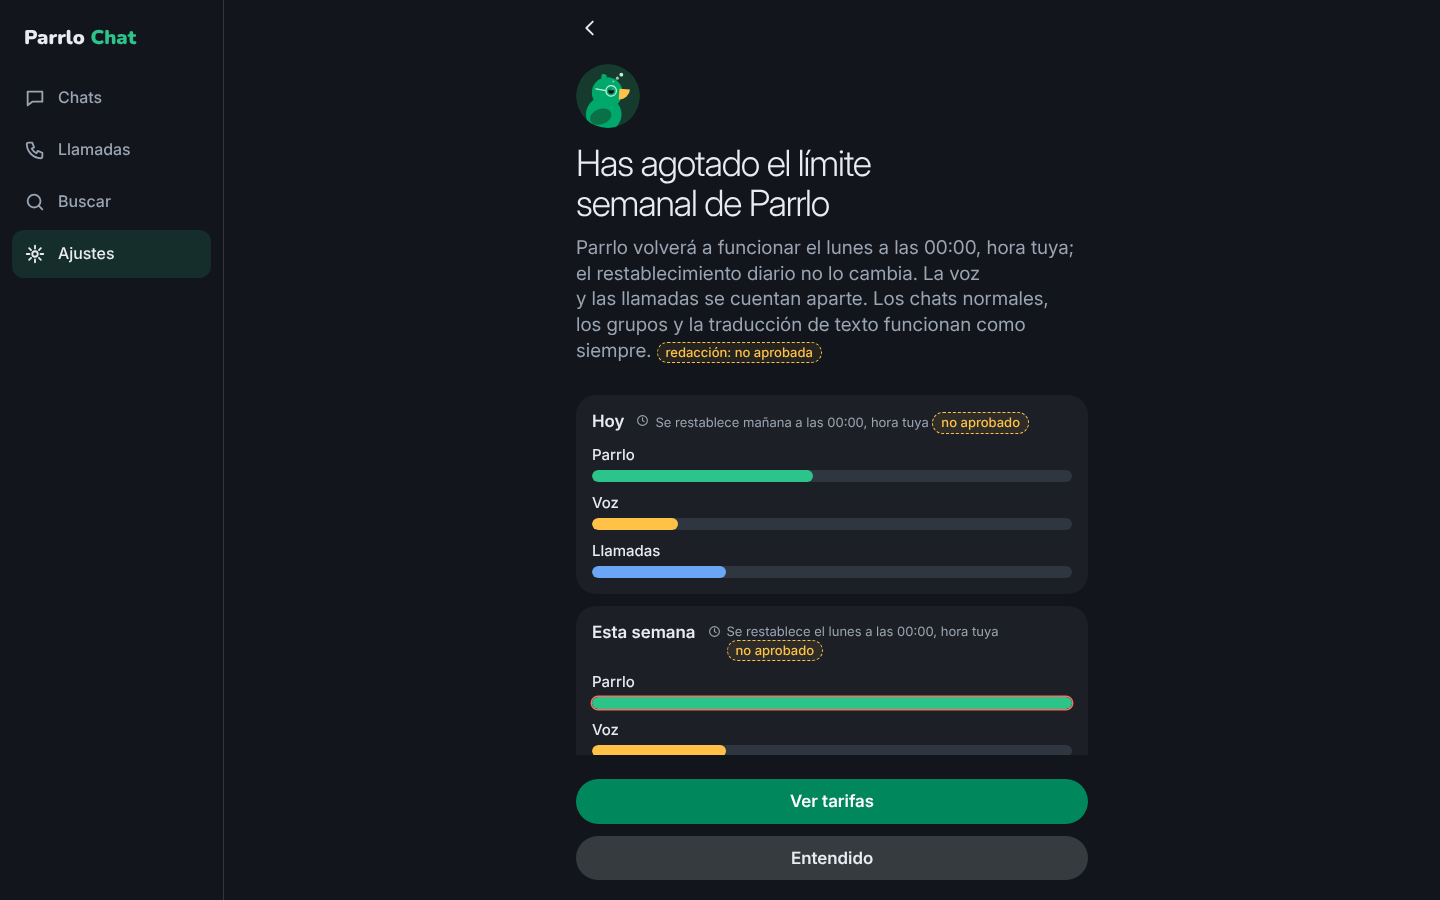 Parrlo Chat
Chats
Llamadas
Buscar
Ajustes
Has agotado el límite
semanal de Parrlo
Parrlo volverá a funcionar el lunes a las 00:00, hora tuya;
el restablecimiento diario no lo cambia. La voz
y las llamadas se cuentan aparte. Los chats normales,
los grupos y la traducción de texto funcionan como
siempre. redacción: no aprobada
Hoy Se restablece mañana a las 00:00, hora tuya no aprobado
Parrlo
Voz
Llamadas
Esta semana Se restablece el lunes a las 00:00, hora tuya
no aprobado
Parrlo
Voz
Ver tarifas
Entendido